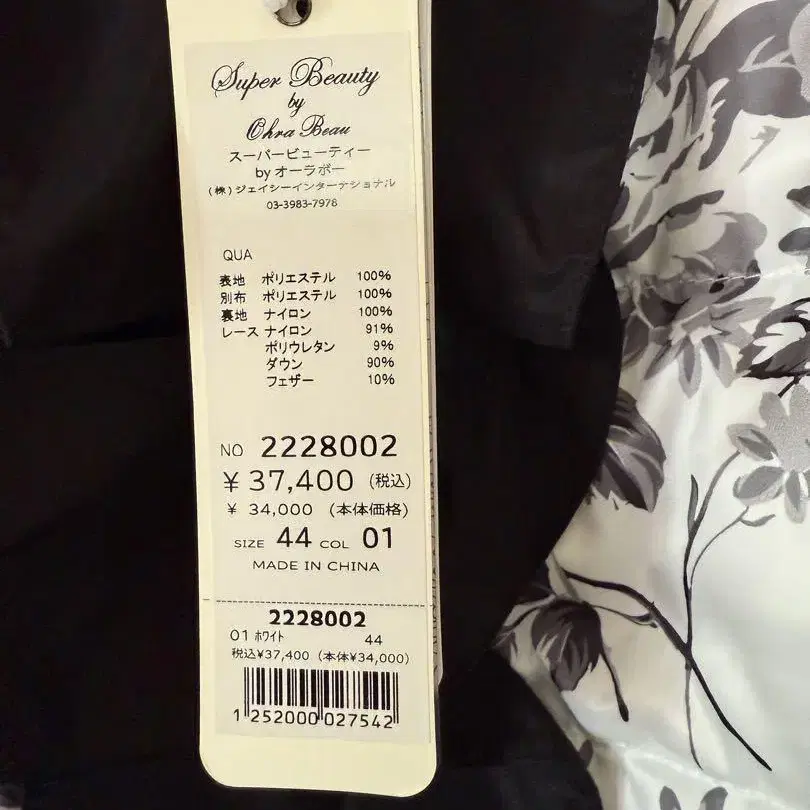 Super Beauty
by
Ohra Beau
スーパービューティー
by オーラボー
(株)ジェイシーインターナショナル
03-3983-7978
QUA
表地 ポリエステル 100%
別布 ポリエステル 100%
裏地 ナイロン 100%
レース ナイロン 91%
ポリウレタン 9%
ダウン 90%
フェザー 10%
NO 2228002
¥ 37,400 (税込)
¥ 34,000 (本体価格)
SIZE 44 COL 01
MADE IN CHINA
2228002
01 ホワイト 44
税込¥37,400 (本体¥34,000)
1 252000 027542